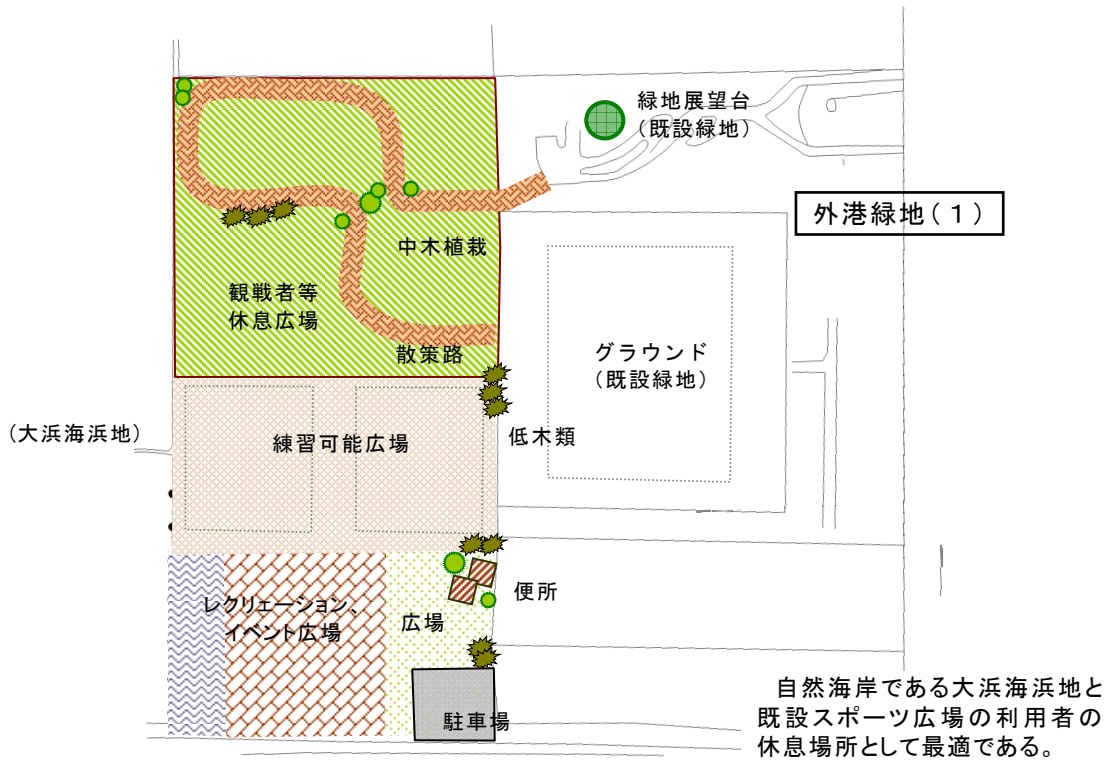 緑地展望台
(既設緑地)
外港緑地(1)
中木植栽
観戦者等
休息広場
散策路
グラウンド
(既設緑地)
(大浜海浜地)
練習可能広場
低木類
便所
レクリェーション、
イベント広場
広場
駐車場
自然海岸である大浜海浜地と
既設スポーツ広場の利用者の
休息場所として最適である。